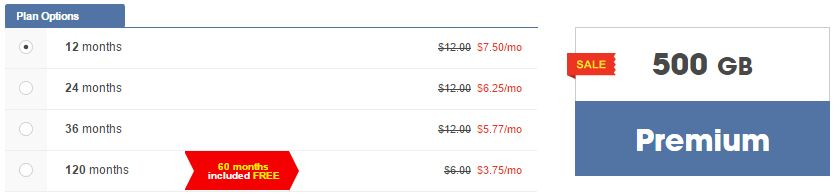 Plan Options
12 months $12.00 $7.50/mo
24 months $12.00 $6.25/mo
36 months $12.00 $5.77/mo
120 months 60 months included FREE $6.00 $3.75/mo
SALE
500 GB
Premium